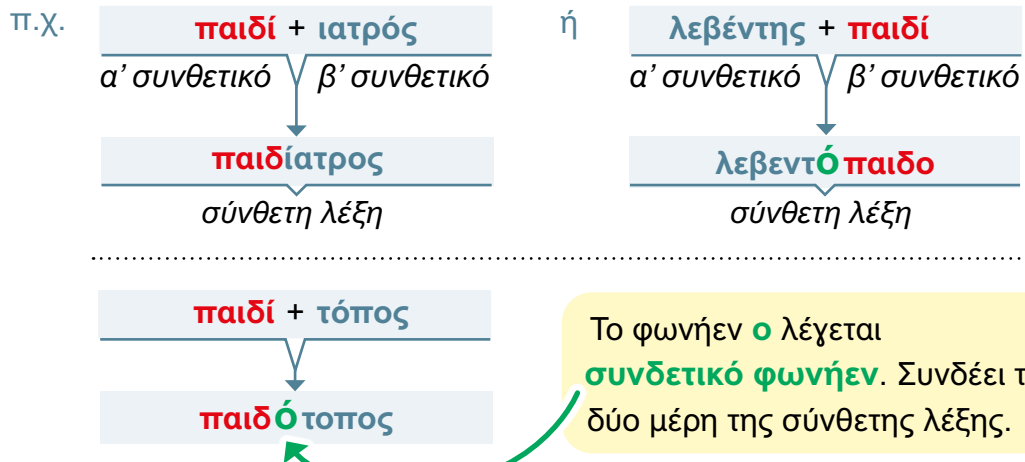 π.χ.
παιδί + ιατρός
α' συνθετικό β' συνθετικό
παιδίατρος
σύνθετη λέξη
ή
λεβέντης + παιδί
α' συνθετικό β' συνθετικό
λεβεντόπαιδο
σύνθετη λέξη
παιδί + τόπος
παιδότοπος
Το φωνήεν ο λέγεται
συνδετικό φωνήεν. Συνδέει τ
δύο μέρη της σύνθετης λέξης.